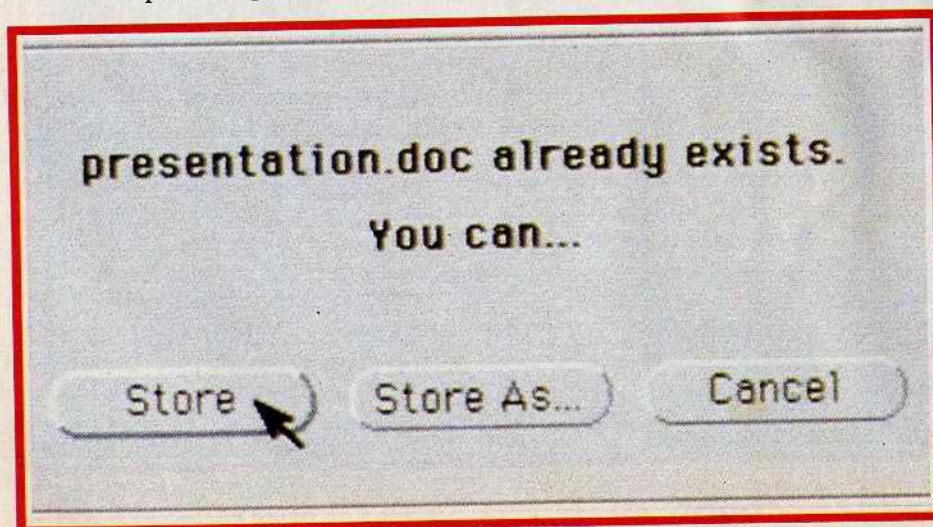 presentation.doc already exists.
You can...
Store
Store As...
Cancel